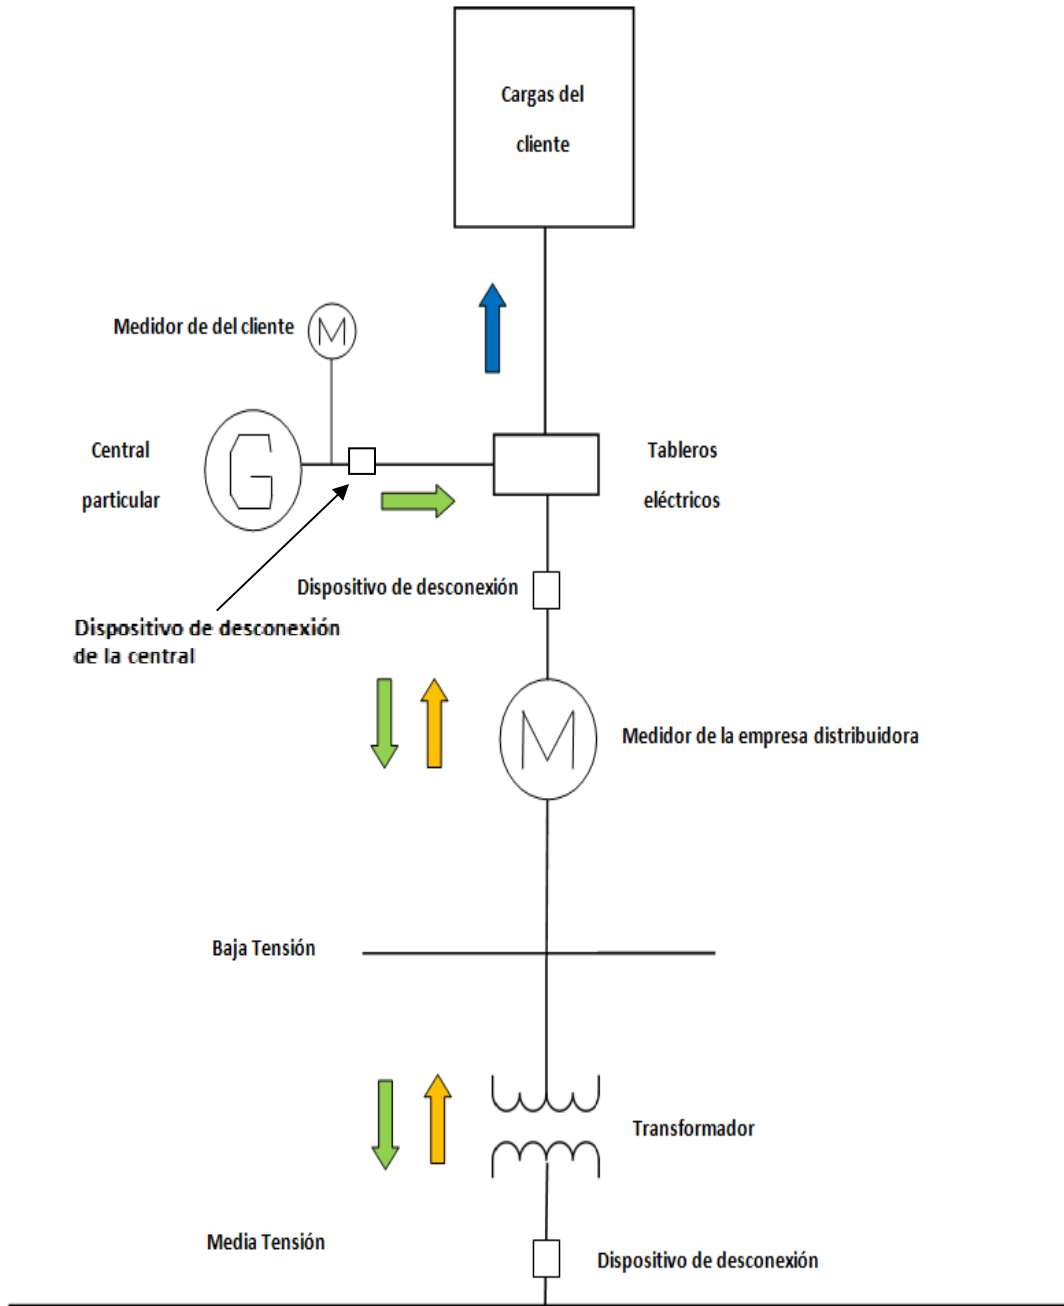 Cargas del
cliente
Medidor de del cliente
M
Central
particular
G
Tableros
eléctricos
Dispositivo de desconexión
Dispositivo de desconexión
de la central
M
Medidor de la empresa distribuidora
Baja Tensión
Transformador
Media Tensión
Dispositivo de desconexión